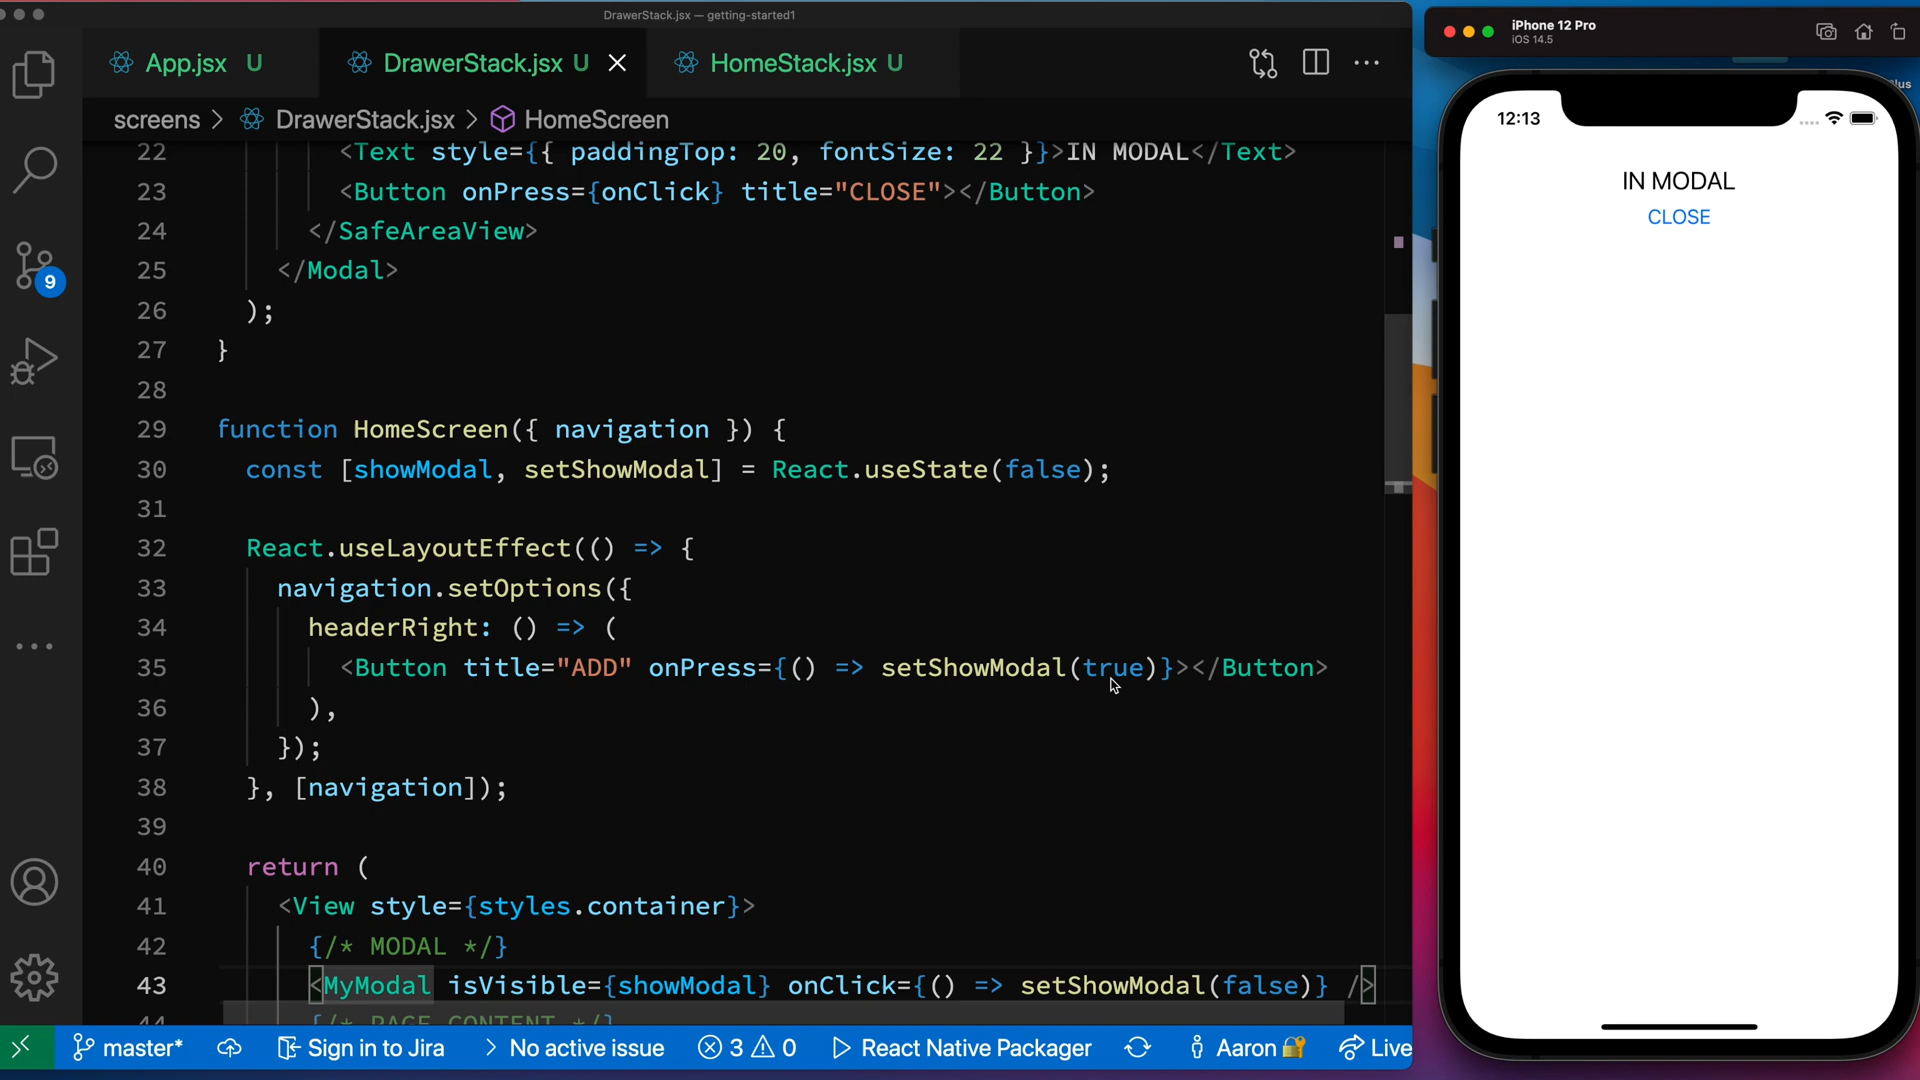 DrawerStack.jsx — getting-started1
App.jsx U
DrawerStack.jsx U
HomeStack.jsx U
screens > DrawerStack.jsx > HomeScreen
22 <Text style={{ paddingTop: 20, fontSize: 22 }}>IN MODAL</Text>
23 <Button onPress={onClick} title="CLOSE"></Button>
24 </SafeAreaView>
25 </Modal>
26 );
27 }
28
29 function HomeScreen({ navigation }) {
30 const [showModal, setShowModal] = React.useState(false);
31
32 React.useLayoutEffect(() => {
33 navigation.setOptions({
34 headerRight: () => (
35 <Button title="ADD" onPress={() => setShowModal(true)}></Button>
36 ),
37 });
38 }, [navigation]);
39
40 return (
41 <View style={styles.container}>
42 {/* MODAL */}
43 <MyModal isVisible={showModal} onClick={() => setShowModal(false)} />
44 {/* PAGE CONTENT */}
9
master* Sign in to Jira > No active issue 3 0 React Native Packager Aaron Live
iPhone 12 Pro
iOS 14.5
lus
12:13
IN MODAL
CLOSE